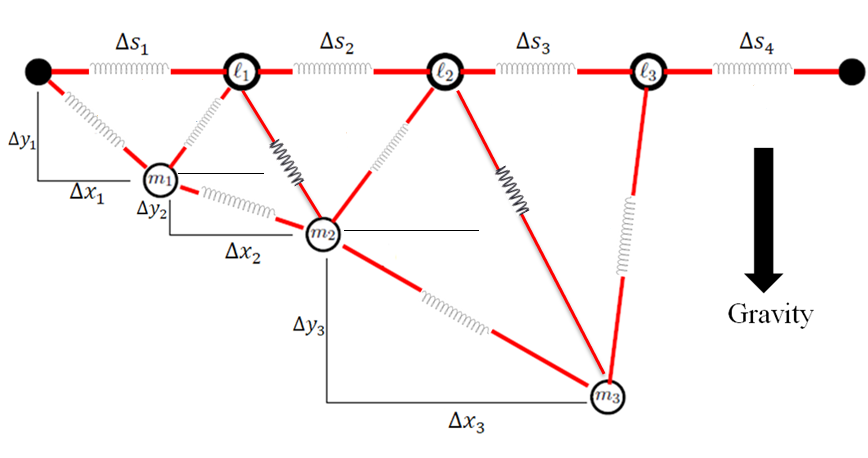 Δs₁ Δs₂ Δs₃ Δs₄
ℓ₁ ℓ₂ ℓ₃
Δy₁
m₁
Δx₁
Δy₂
m₂
Δx₂
Gravity
Δy₃
m₃
Δx₃